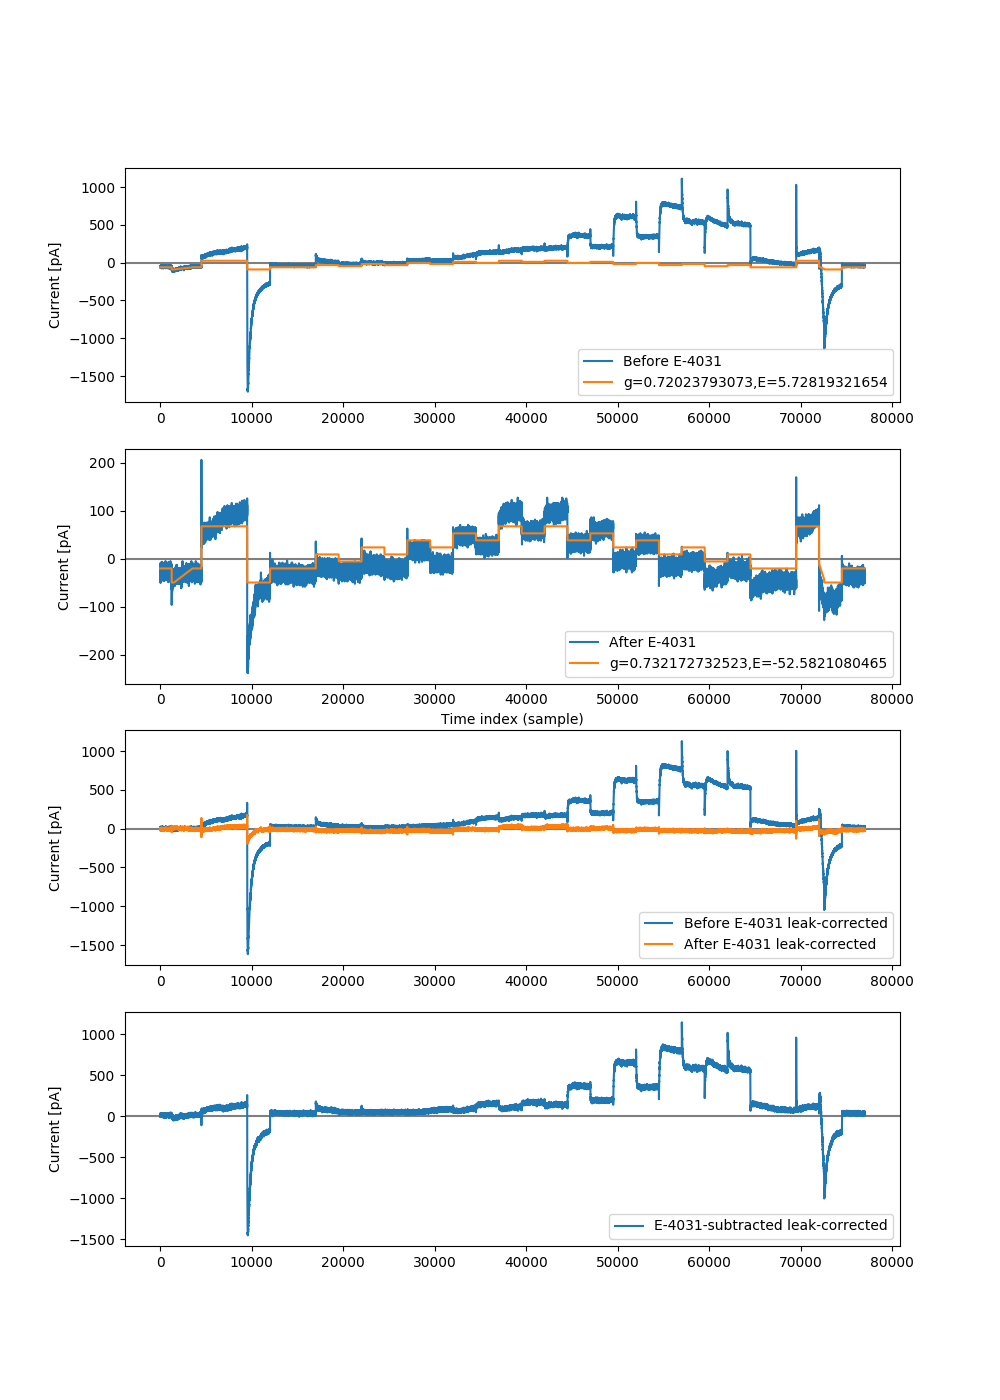 1000
500
0
−500
−1000
−1500
Current [pA]
Before E-4031
g=0.72023793073,E=5.72819321654
0 10000 20000 30000 40000 50000 60000 70000 80000
200
100
0
−100
−200
Current [pA]
After E-4031
g=0.732172732523,E=-52.5821080465
0 10000 20000 30000 40000 50000 60000 70000 80000
Time index (sample)
1000
500
0
−500
−1000
−1500
Current [pA]
Before E-4031 leak-corrected
After E-4031 leak-corrected
0 10000 20000 30000 40000 50000 60000 70000 80000
1000
500
0
−500
−1000
−1500
Current [pA]
E-4031-subtracted leak-corrected
0 10000 20000 30000 40000 50000 60000 70000 80000